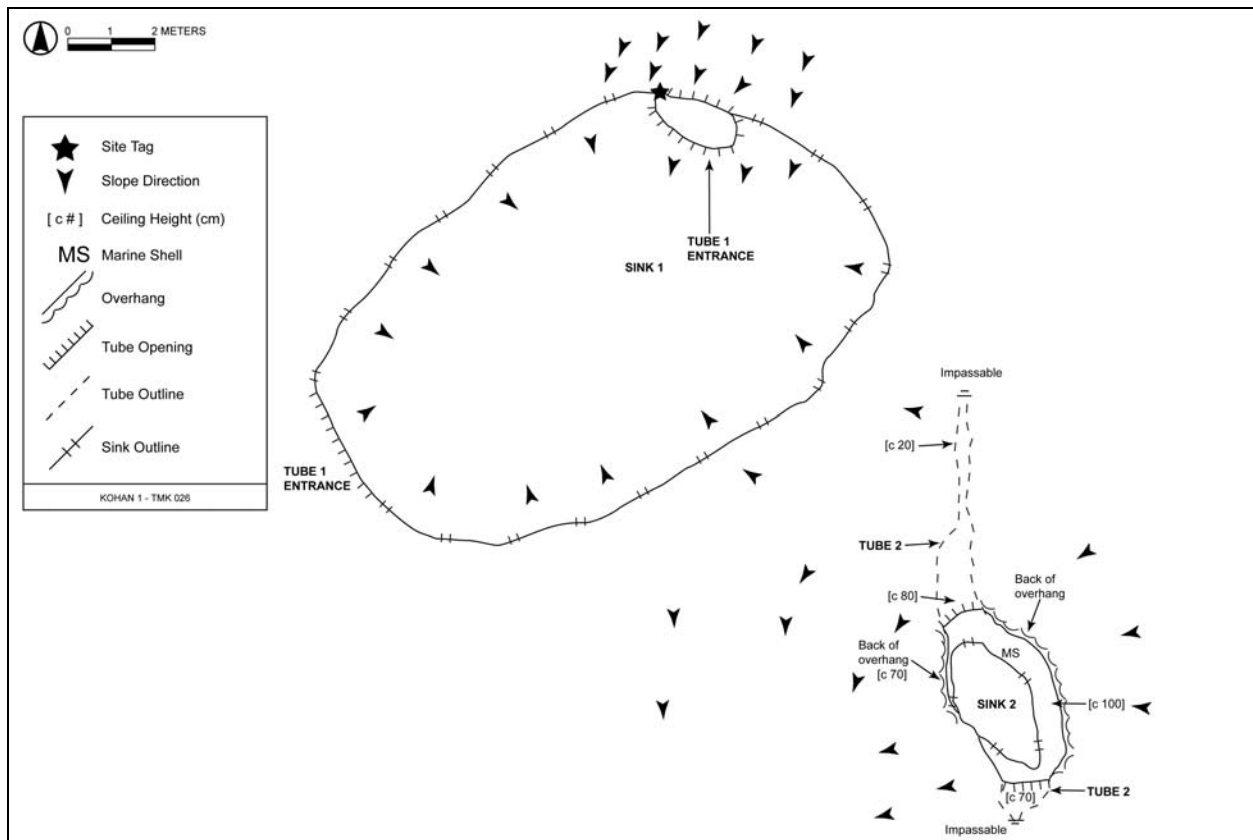 0 1 2 METERS
Site Tag
Slope Direction
[ c # ] Ceiling Height (cm)
MS Marine Shell
Overhang
Tube Opening
Tube Outline
Sink Outline
KOHAN 1 - TMK 026
TUBE 1
ENTRANCE
SINK 1
TUBE 1
ENTRANCE
Impassable
[c 20]
TUBE 2
[c 80]
Back of
overhang
Back of
overhang
[c 70]
MS
SINK 2
[c 100]
[c 70]
TUBE 2
Impassable